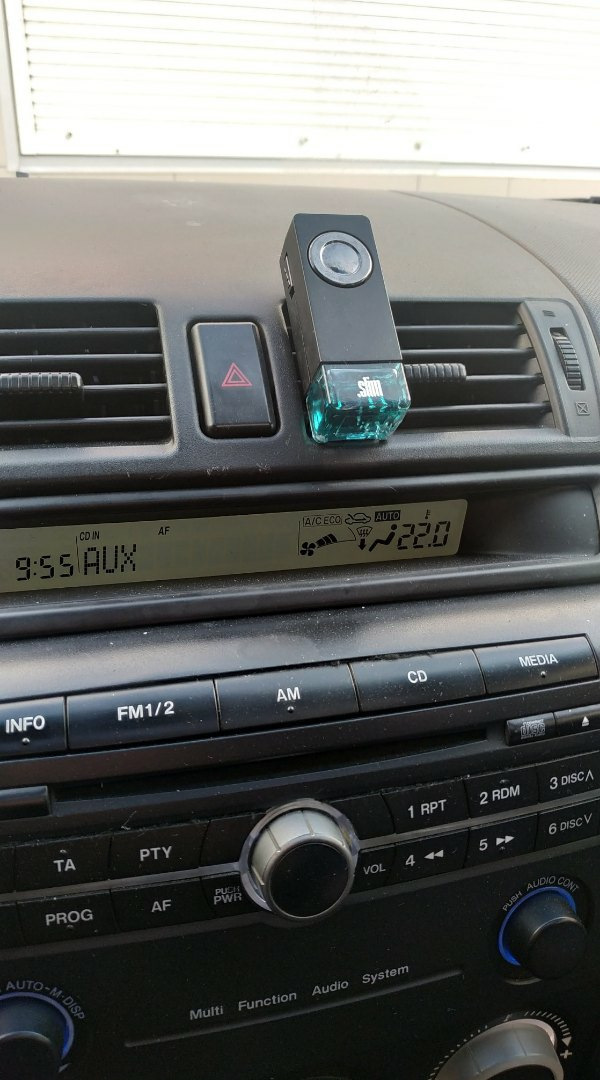 slim
CD IN
AF
A/C ECO
AUTO
9:55 AUX
22.0
INFO
FM1/2
AM
CD
MEDIA
disc
1 RPT
2 RDM
3 DISC∧
TA
PTY
PUSH
PWR
VOL
4 ◀◀
5 ▶▶
6 DISC∨
PROG
AF
PUSH AUDIO CONT
AUTO-M·DISP
Multi Function Audio System